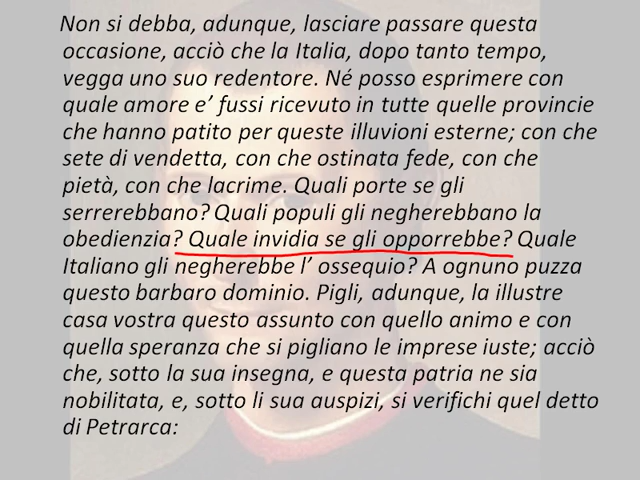 Non si debba, adunque, lasciare passare questa
occasione, acciò che la Italia, dopo tanto tempo,
vegga uno suo redentore. Né posso esprimere con
quale amore e’ fussi ricevuto in tutte quelle provincie
che hanno patito per queste illuvioni esterne; con che
sete di vendetta, con che ostinata fede, con che
pietà, con che lacrime. Quali porte se gli
serrerebbano? Quali populi gli negherebbano la
obedienzia? Quale invidia se gli opporrebbe? Quale
Italiano gli negherebbe l’ ossequio? A ognuno puzza
questo barbaro dominio. Pigli, adunque, la illustre
casa vostra questo assunto con quello animo e con
quella speranza che si pigliano le imprese iuste; acciò
che, sotto la sua insegna, e questa patria ne sia
nobilitata, e, sotto li sua auspizi, si verifichi quel detto
di Petrarca: